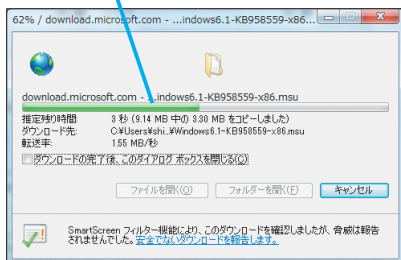 62% / download.microsoft.com - ...indows6.1-KB958559-x86...
download.microsoft.com - ...indows6.1-KB958559-x86.msu
推定残り時間: 3 秒 (9.14 MB 中の 3.30 MB をコピーしました)
ダウンロード先: C:¥Users¥shi..¥Windows6.1-KB958559-x86.msu
転送率: 1.55 MB/秒
ダウンロードの完了後、このダイアログ ボックスを閉じる(C)
ファイルを開く(O) フォルダーを開く(F) キャンセル
SmartScreen フィルター機能により、このダウンロードを確認しましたが、脅威は報告
されませんでした。安全でないダウンロードを報告します。